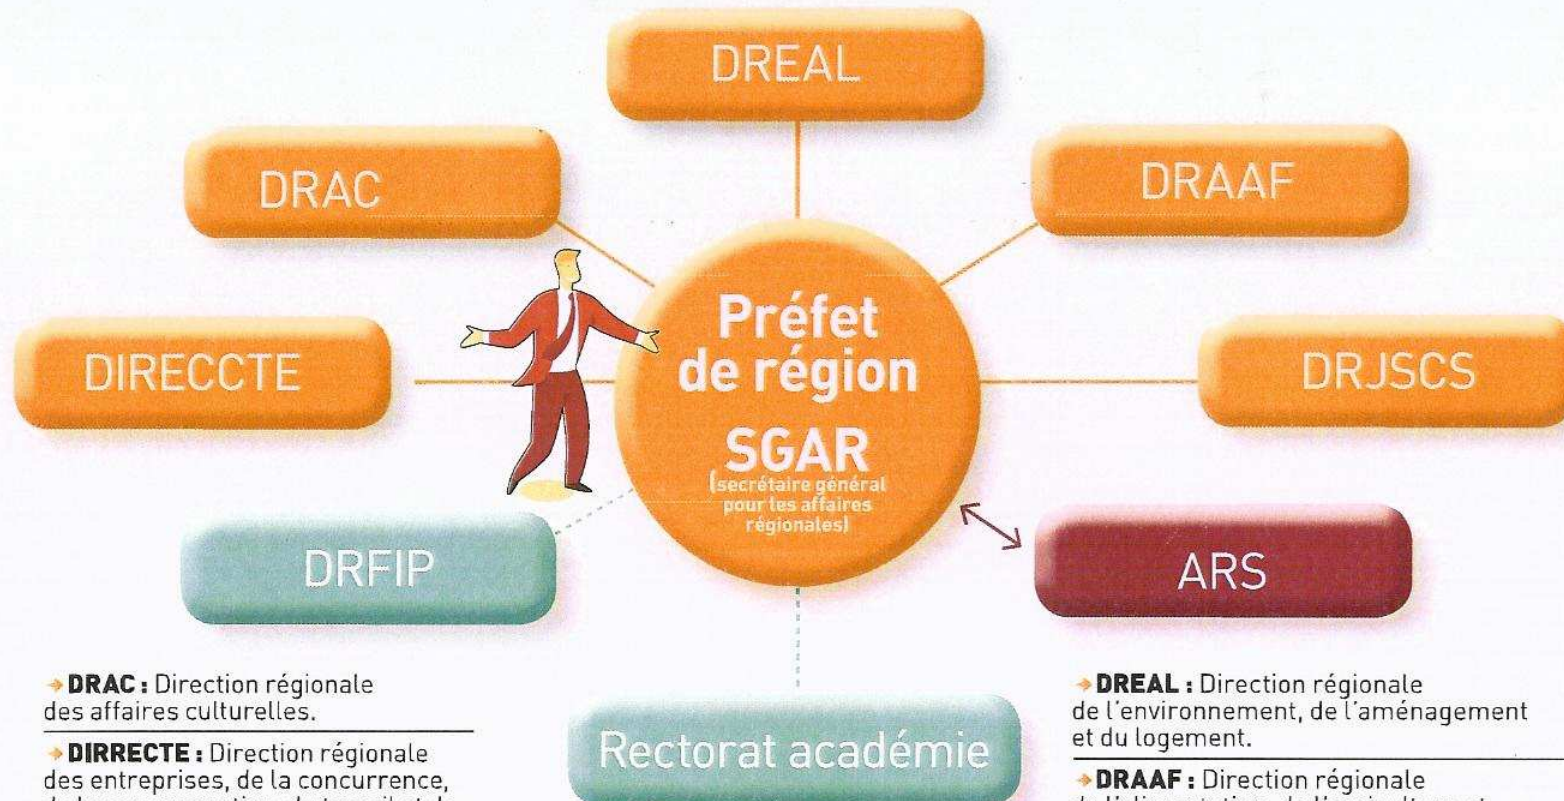 DREAL
DRAC
DRAAF
DIRECCTE
Préfet
de région
SGAR
(secrétaire général
pour les affaires
régionales)
DRJSCS
DRFIP
ARS
Rectorat académie
→ DRAC : Direction régionale
des affaires culturelles.
→ DIRRECTE : Direction régionale
des entreprises, de la concurrence,
→ DREAL : Direction régionale
de l'environnement, de l'aménagement
et du logement.
→ DRAAF : Direction régionale